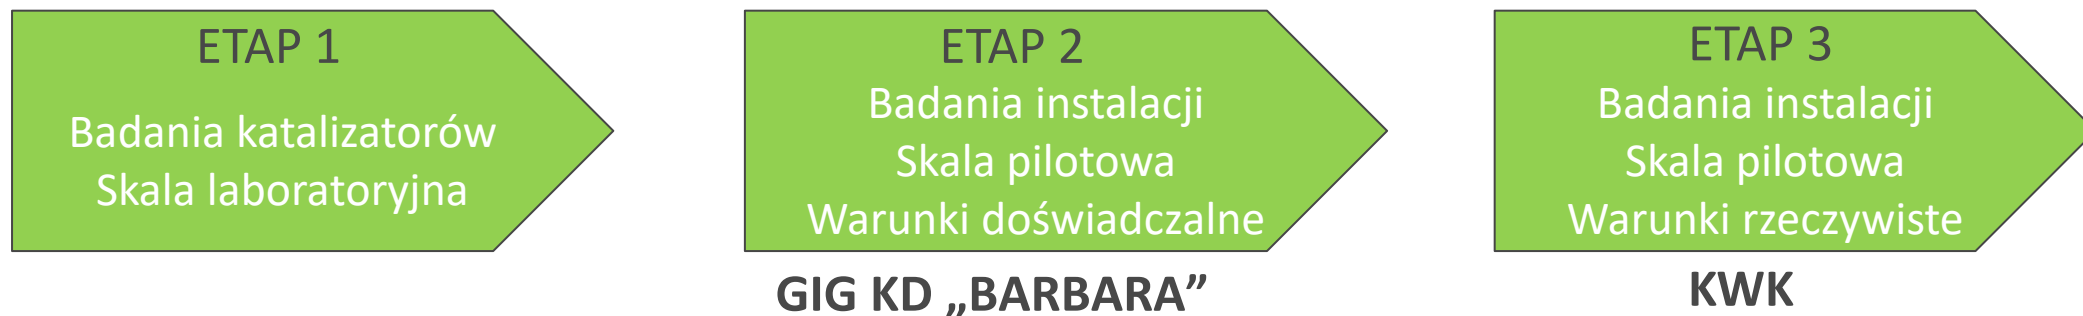 ETAP 1
Badania katalizatorów
Skala laboratoryjna
ETAP 2
Badania instalacji
Skala pilotowa
Warunki doświadczalne
GIG KD „BARBARA”
ETAP 3
Badania instalacji
Skala pilotowa
Warunki rzeczywiste
KWK